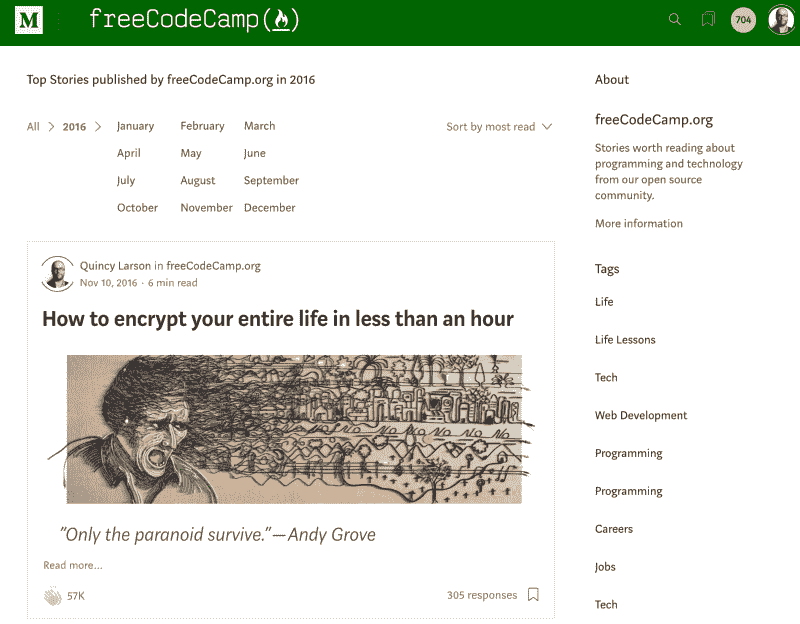 M
freeCodeCamp(🔥)
704
Top Stories published by freeCodeCamp.org in 2016
All > 2016 > January February March
April May June
July August September
October November December
Sort by most read
Quincy Larson in freeCodeCamp.org
Nov 10, 2016 · 6 min read
How to encrypt your entire life in less than an hour
No No No No
“Only the paranoid survive.”—Andy Grove
Read more...
57K
305 responses
About
freeCodeCamp.org
Stories worth reading about
programming and technology
from our open source
community.
More information
Tags
Life
Life Lessons
Tech
Web Development
Programming
Programming
Careers
Jobs
Tech